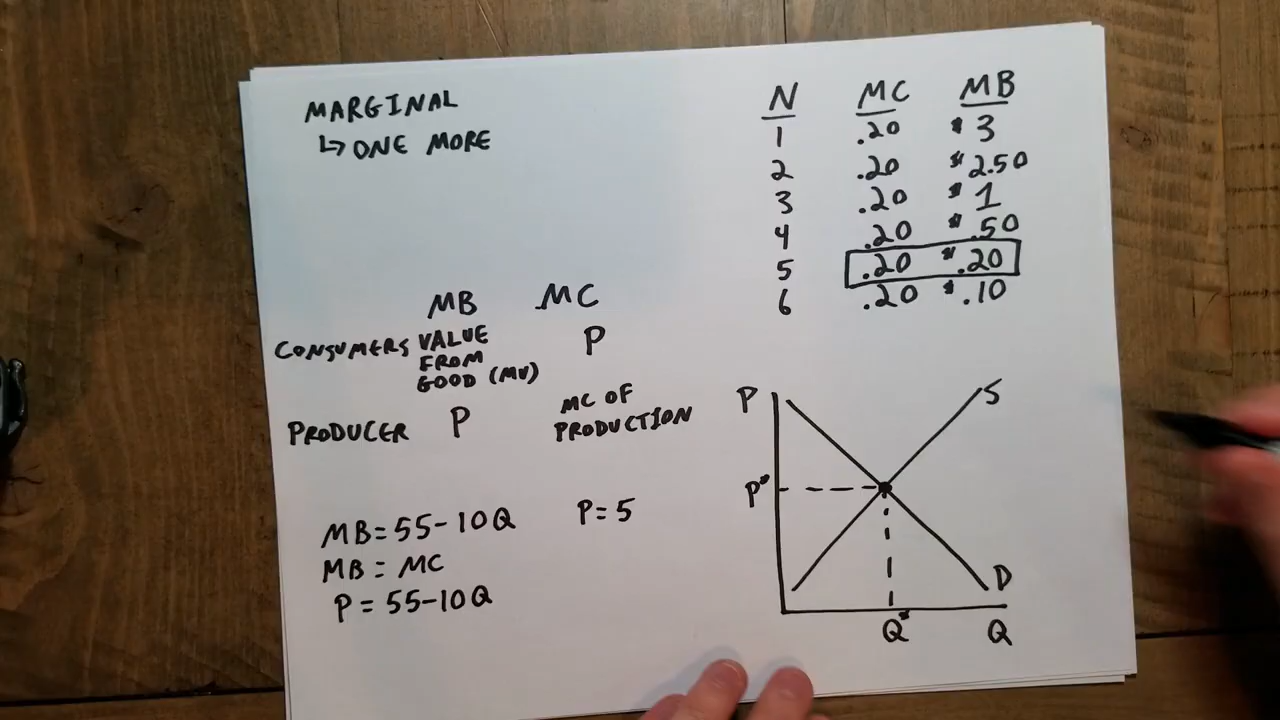 MARGINAL
↳ ONE MORE
N MC MB
1 .20 $3
2 .20 $2.50
3 .20 $1
4 .20 $.50
5 .20 $.20
6 .20 $.10
MB MC
CONSUMERS VALUE FROM GOOD (MV) P
PRODUCER P MC OF PRODUCTION
MB = 55-10Q P = 5
MB = MC
P = 55-10Q
P S
P*
D
Q* Q